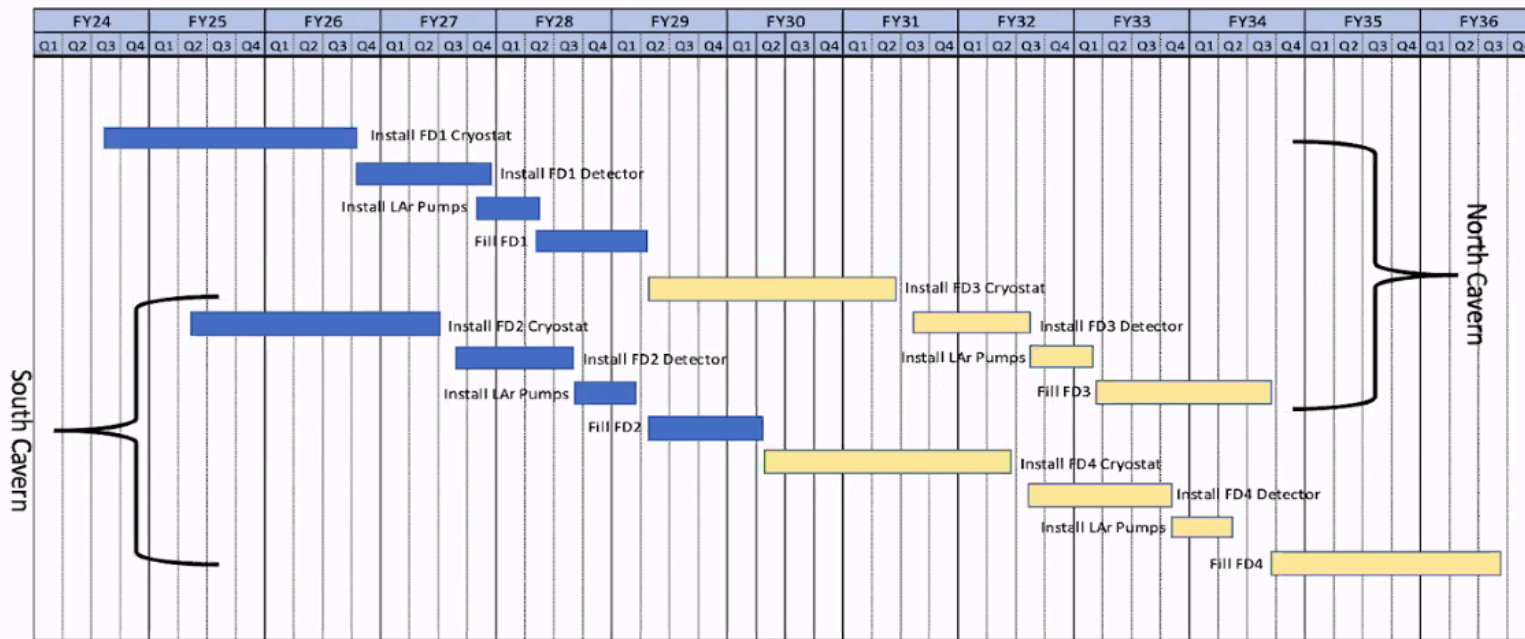 FY24 FY25 FY26 FY27 FY28 FY29 FY30 FY31 FY32 FY33 FY34 FY35 FY36
Q1 Q2 Q3 Q4 Q1 Q2 Q3 Q4 Q1 Q2 Q3 Q4 Q1 Q2 Q3 Q4 Q1 Q2 Q3 Q4 Q1 Q2 Q3 Q4 Q1 Q2 Q3 Q4 Q1 Q2 Q3 Q4 Q1 Q2 Q3 Q4 Q1 Q2 Q3 Q4 Q1 Q2 Q3 Q4 Q1 Q2 Q3 Q4 Q1 Q2 Q3
Install FD1 Cryostat
Install FD1 Detector
Install LAr Pumps
Fill FD1
Install FD3 Cryostat
Install FD2 Cryostat
Install FD3 Detector
Install FD2 Detector
Install LAr Pumps
Install LAr Pumps
Fill FD3
Fill FD2
Install FD4 Cryostat
Install FD4 Detector
Install LAr Pumps
Fill FD4
North Cavern
South Cavern